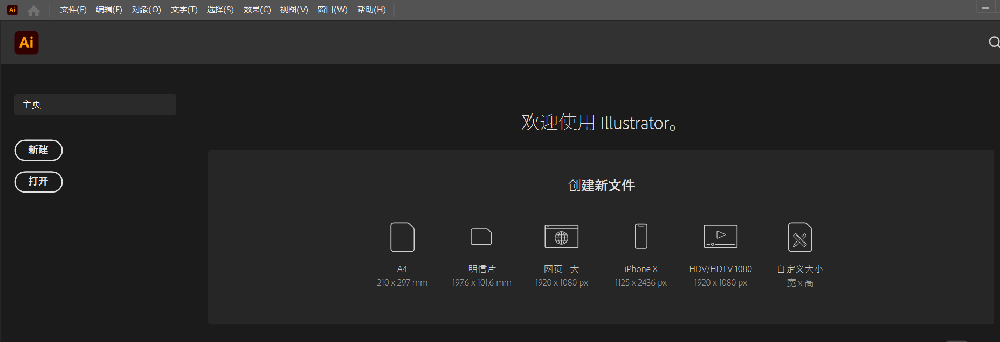 Ai 文件(F) 编辑(E) 对象(O) 文字(T) 选择(S) 效果(C) 视图(V) 窗口(W) 帮助(H)
Ai
主页
新建
打开
欢迎使用 Illustrator。
创建新文件
A4
210 x 297 mm
明信片
197.6 x 101.6 mm
网页 - 大
1920 x 1080 px
iPhone X
1125 x 2436 px
HDV/HDTV 1080
1920 x 1080 px
自定义大小
宽 x 高